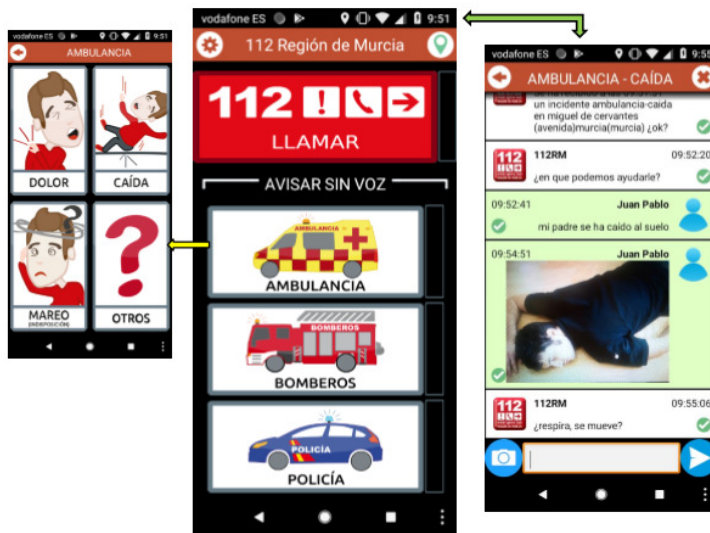 vodafone ES 9:51
AMBULANCIA
DOLOR
CAÍDA
MAREO
(INDISPOSICIÓN)
OTROS
vodafone ES 9:51
112 Región de Murcia
112
LLAMAR
AVISAR SIN VOZ
AMBULANCIA
AMBULANCIA
BOMBEROS
BOMBEROS
POLICÍA
POLICÍA
vodafone ES 9:55
AMBULANCIA - CAÍDA
un incidente ambulancia-caida
en miguel de cervantes
(avenida)murcia(murcia) ¿ok?
112
112RM 09:52:20
¿en que podemos ayudarle?
09:52:41 Juan Pablo
mi padre se ha caido al suelo
09:54:51 Juan Pablo
112
112RM 09:55:06
¿respira, se mueve?